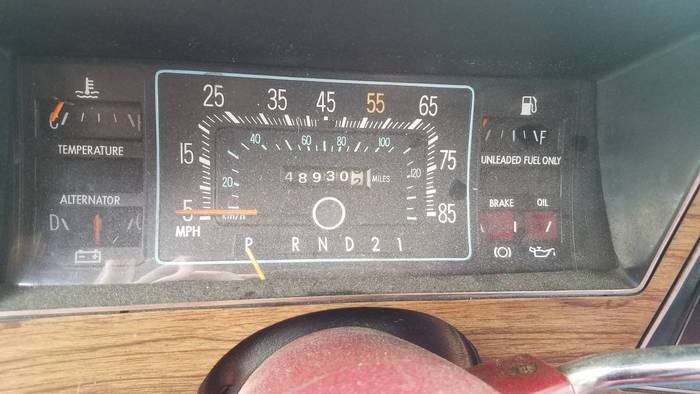 25 35 45 55 65
15 75
5 85
MPH
40 60 80 100
20 120
km/h
48930
MILES
P R N D 2 1
C
TEMPERATURE
ALTERNATOR
D C
F
UNLEADED FUEL ONLY
BRAKE OIL